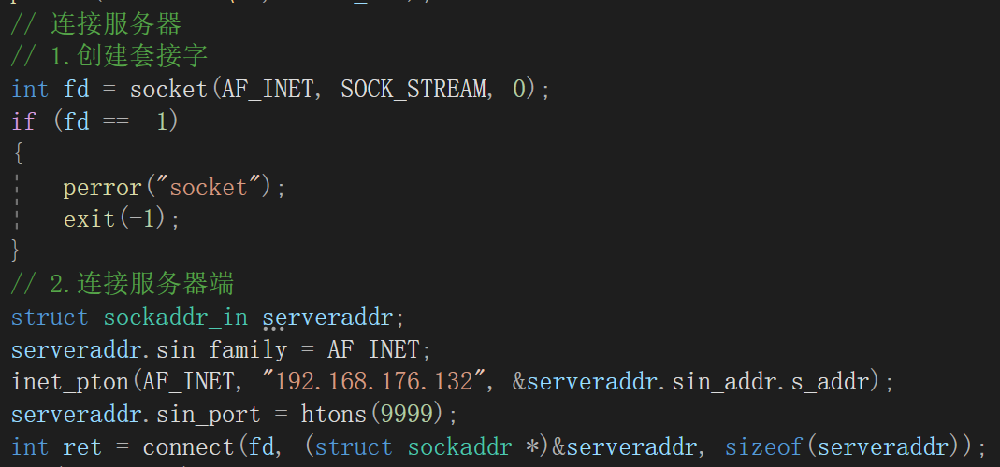 // 连接服务器
// 1.创建套接字
int fd = socket(AF_INET, SOCK_STREAM, 0);
if (fd == -1)
{
perror("socket");
exit(-1);
}
// 2.连接服务器端
struct sockaddr_in serveraddr;
serveraddr.sin_family = AF_INET;
inet_pton(AF_INET, "192.168.176.132", &serveraddr.sin_addr.s_addr);
serveraddr.sin_port = htons(9999);
int ret = connect(fd, (struct sockaddr *)&serveraddr, sizeof(serveraddr));